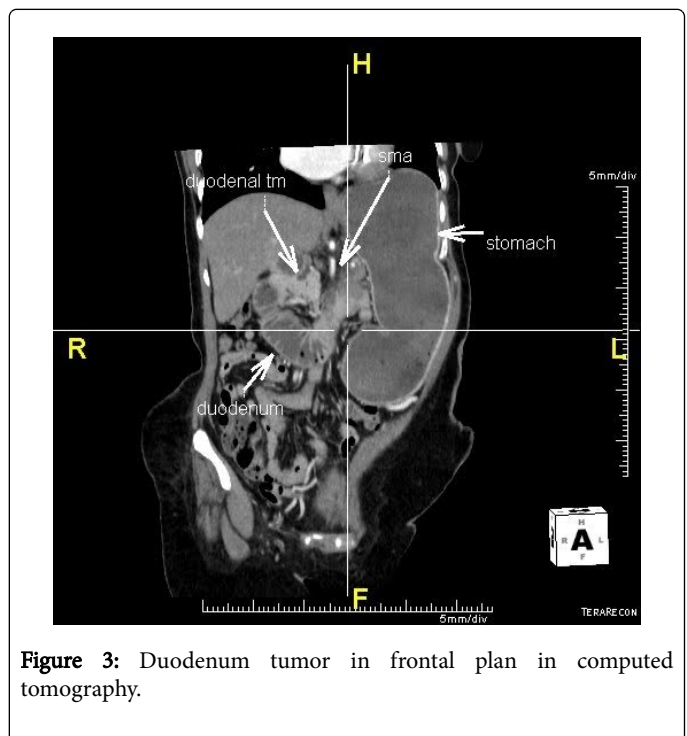 H
sma
duodenal tm
5mm/div
stomach
R
L
duodenum
H
R A L
F
F
TERARECON
5mm/div
Figure 3: Duodenum tumor in frontal plan in computed
tomography.